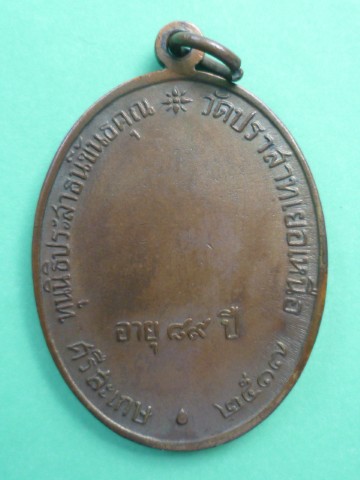 ทุนนิธิประสาธน์ขันธคุณ ❋ วัดปราสาทเยอเหนือ
อายุ ๘๙ ปี
ศรีสะเกษ
๒๕๑๗